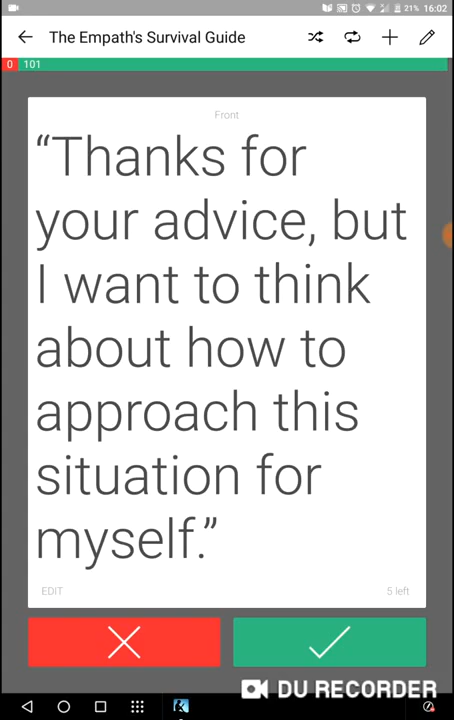 21% 16:02
The Empath's Survival Guide
0 101
Front
“Thanks for
your advice, but
I want to think
about how to
approach this
situation for
myself.”
EDIT 5 left
DU RECORDER